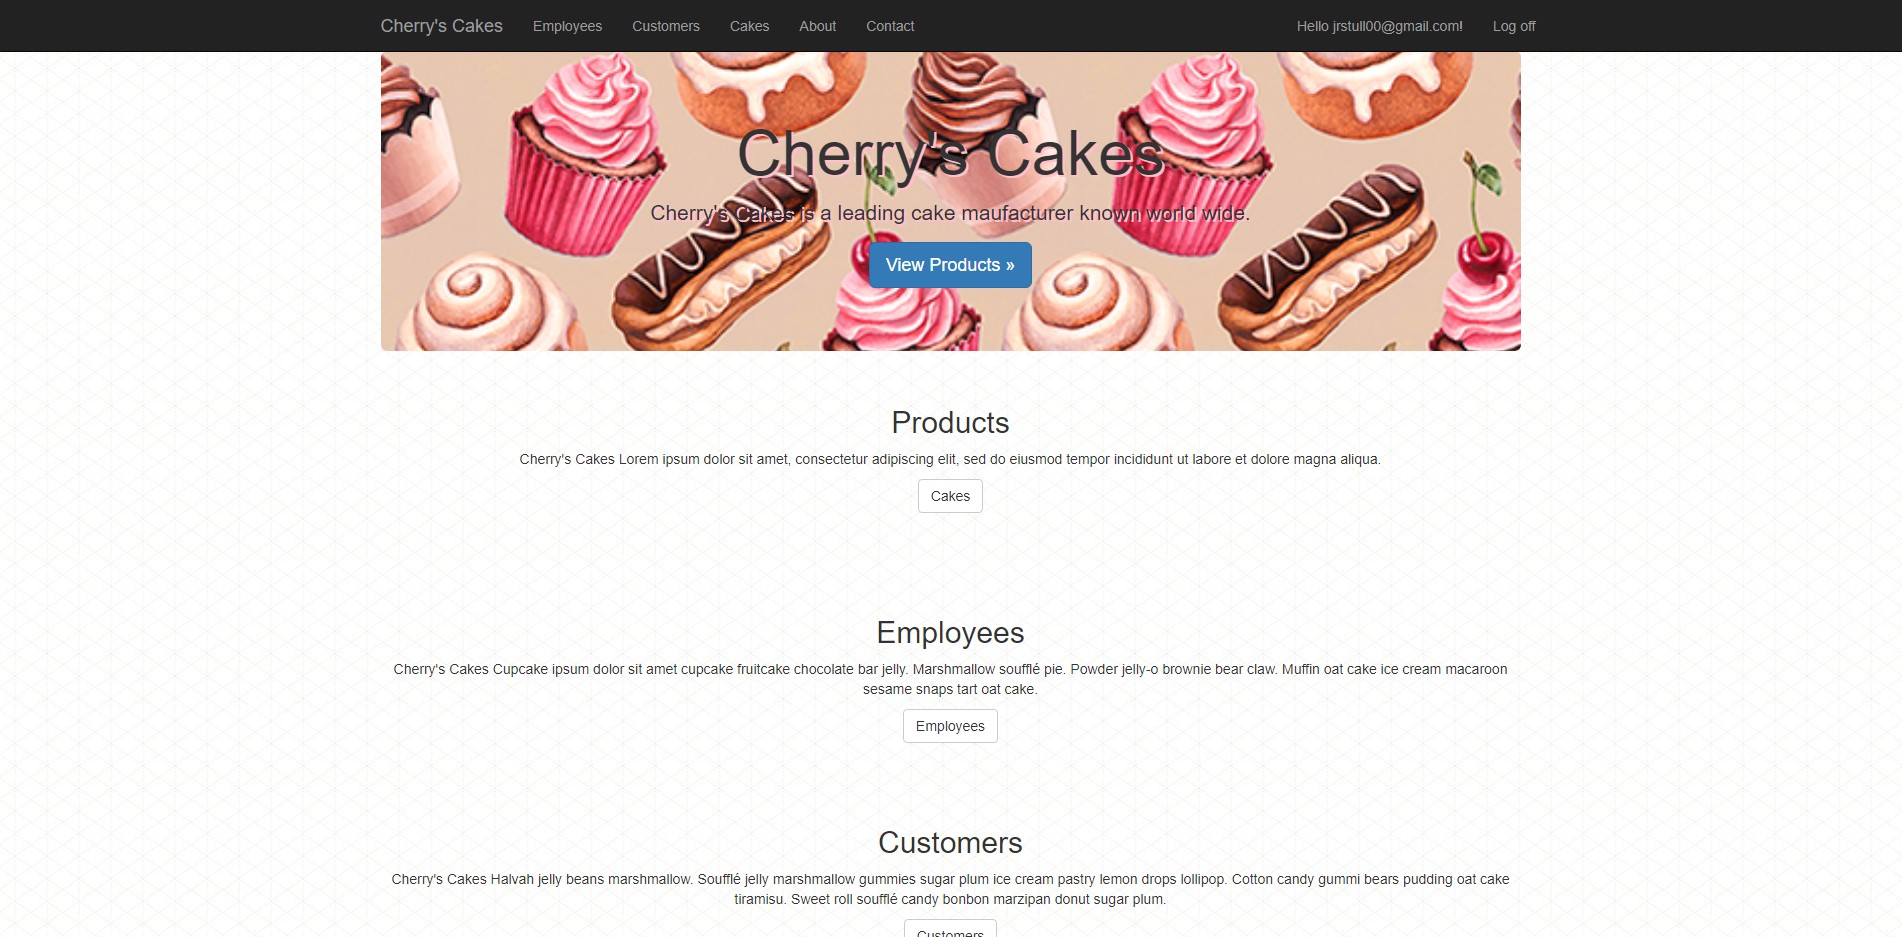 Cherry's Cakes Employees Customers Cakes About Contact Hello jrstull00@gmail.com! Log off
Cherry's Cakes
Cherry's Cakes is a leading cake maufacturer known world wide.
View Products »
Products
Cherry's Cakes Lorem ipsum dolor sit amet, consectetur adipiscing elit, sed do eiusmod tempor incididunt ut labore et dolore magna aliqua.
Cakes
Employees
Cherry's Cakes Cupcake ipsum dolor sit amet cupcake fruitcake chocolate bar jelly. Marshmallow soufflé pie. Powder jelly-o brownie bear claw. Muffin oat cake ice cream macaroon
sesame snaps tart oat cake.
Employees
Customers
Cherry's Cakes Halvah jelly beans marshmallow. Soufflé jelly marshmallow gummies sugar plum ice cream pastry lemon drops lollipop. Cotton candy gummi bears pudding oat cake
tiramisu. Sweet roll soufflé candy bonbon marzipan donut sugar plum.
Customers